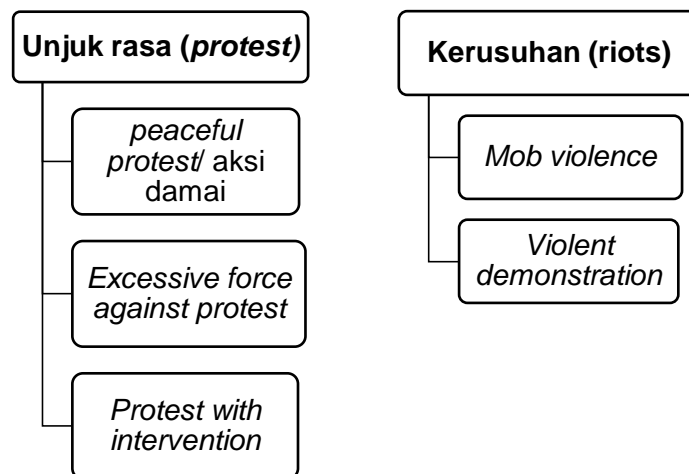 Unjuk rasa (protest)
peaceful
protest/ aksi
damai
Excessive force
against protest
Protest with
intervention
Kerusuhan (riots)
Mob violence
Violent
demonstration